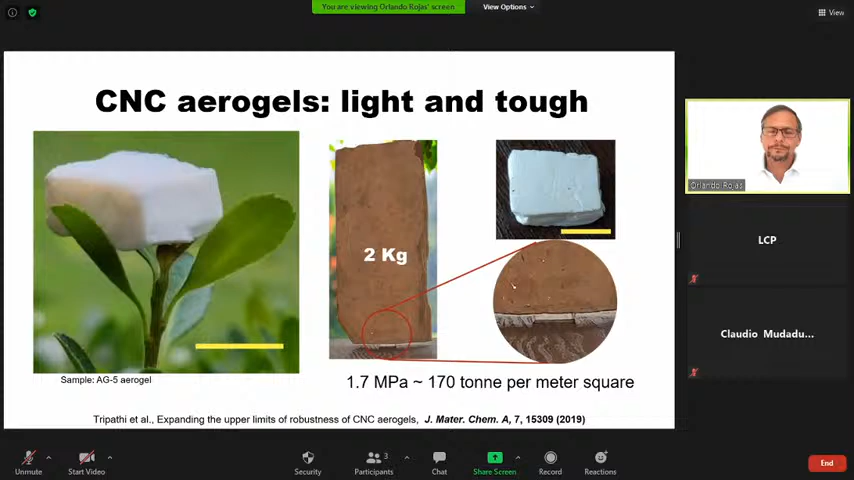 You are viewing Orlando Rojas' screen
View Options
View
CNC aerogels: light and tough
2 Kg
Sample: AG-5 aerogel
1.7 MPa ~ 170 tonne per meter square
Tripathi et al., Expanding the upper limits of robustness of CNC aerogels, J. Mater. Chem. A, 7, 15309 (2019)
Orlando Rojas
LCP
Claudio Mudadu...
Unmute
Start Video
Security
Participants
3
Chat
Share Screen
Record
Reactions
End